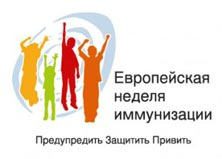 Европейская
неделя
иммунизации
Предупредить Защитить Привить